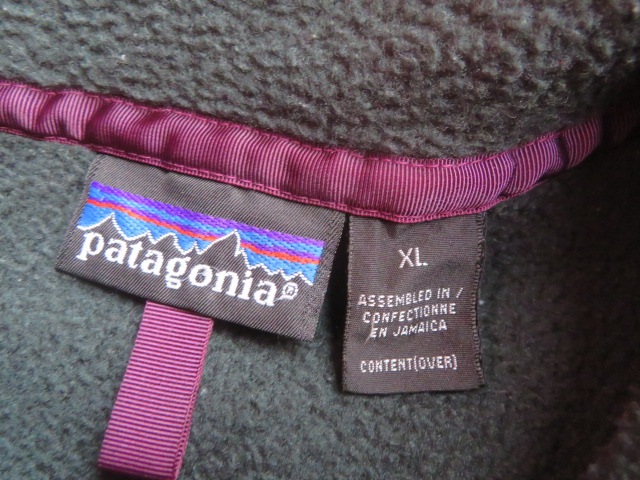 patagonia®
XL
ASSEMBLED IN/
CONFECTIONNE
EN JAMAICA
CONTENT(OVER)